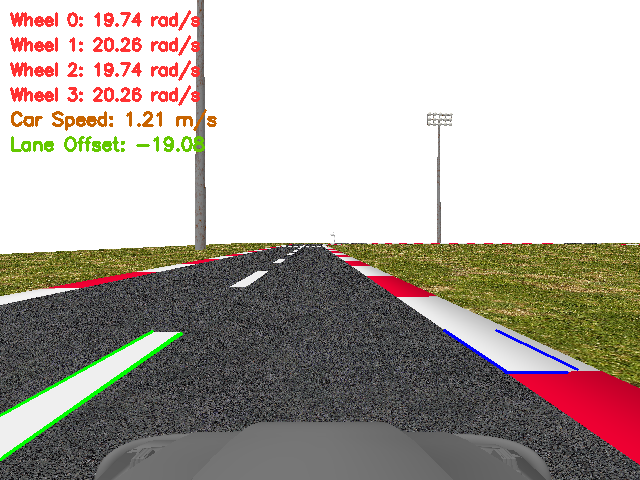 Wheel 0: 19.74 rad/s
Wheel 1: 20.26 rad/s
Wheel 2: 19.74 rad/s
Wheel 3: 20.26 rad/s
Car Speed: 1.21 m/s
Lane Offset: -19.08